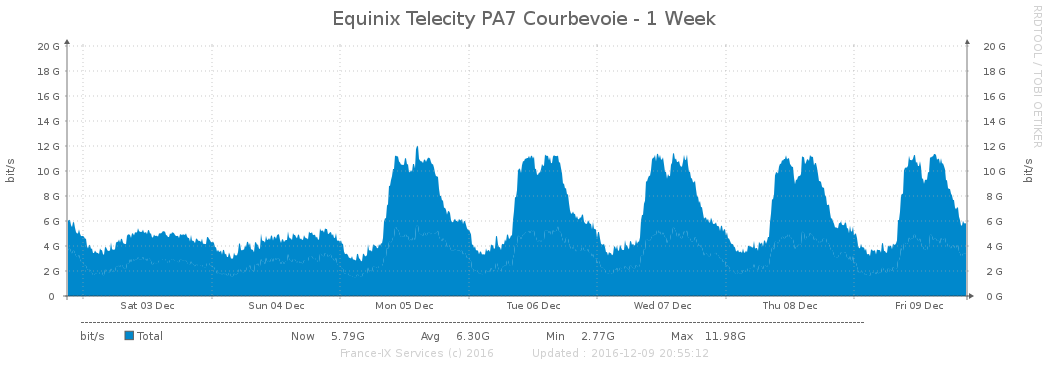 Equinix Telecity PA7 Courbevoie - 1 Week
RRDTOOL / TOBI OETIKER
bit/s
20 G 20 G
18 G 18 G
16 G 16 G
14 G 14 G
12 G 12 G
10 G 10 G
8 G 8 G
6 G 6 G
4 G 4 G
2 G 2 G
0 0 G
bit/s
Sat 03 Dec Sun 04 Dec Mon 05 Dec Tue 06 Dec Wed 07 Dec Thu 08 Dec Fri 09 Dec
bit/s Total Now 5.79G Avg 6.30G Min 2.77G Max 11.98G
France-IX Services (c) 2016 Updated : 2016-12-09 20:55:12